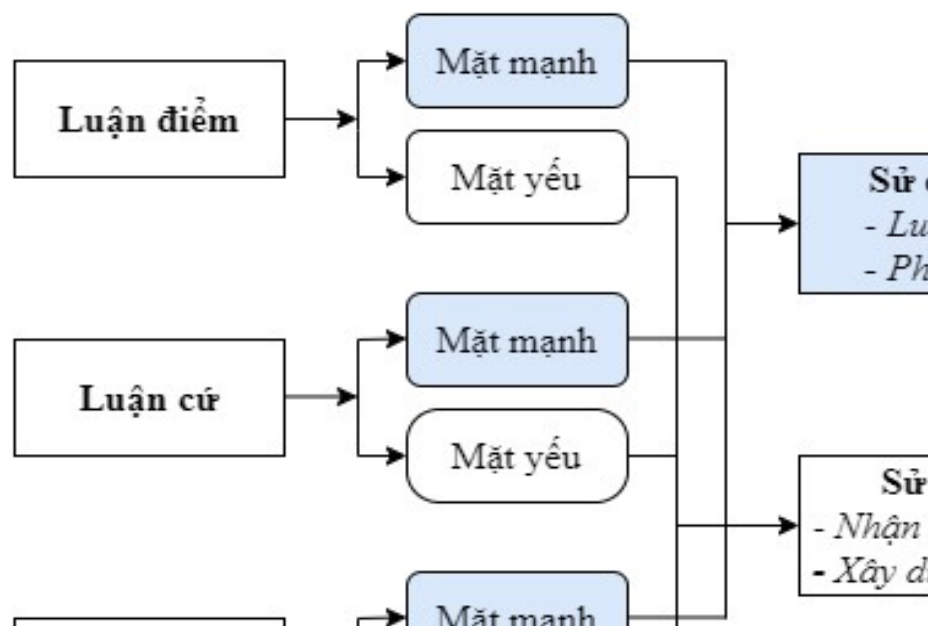 Luận điểm
Mặt mạnh
Mặt yếu
Sử
- Lu
- Ph
Luận cứ
Mặt mạnh
Mặt yếu
Sử
- Nhận
- Xây d
Mặt mạnh